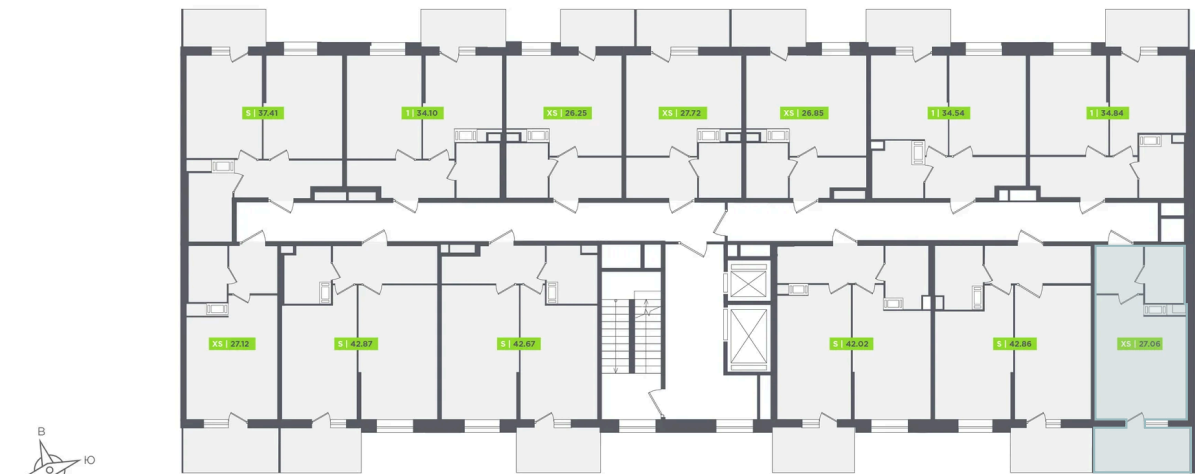 S | 37.41
1 | 34.10
XS | 26.25
XS | 27.72
XS | 26.85
1 | 34.54
1 | 34.84
XS | 27.12
S | 42.87
S | 42.67
S | 42.02
S | 42.86
XS | 27.06
В
Ю